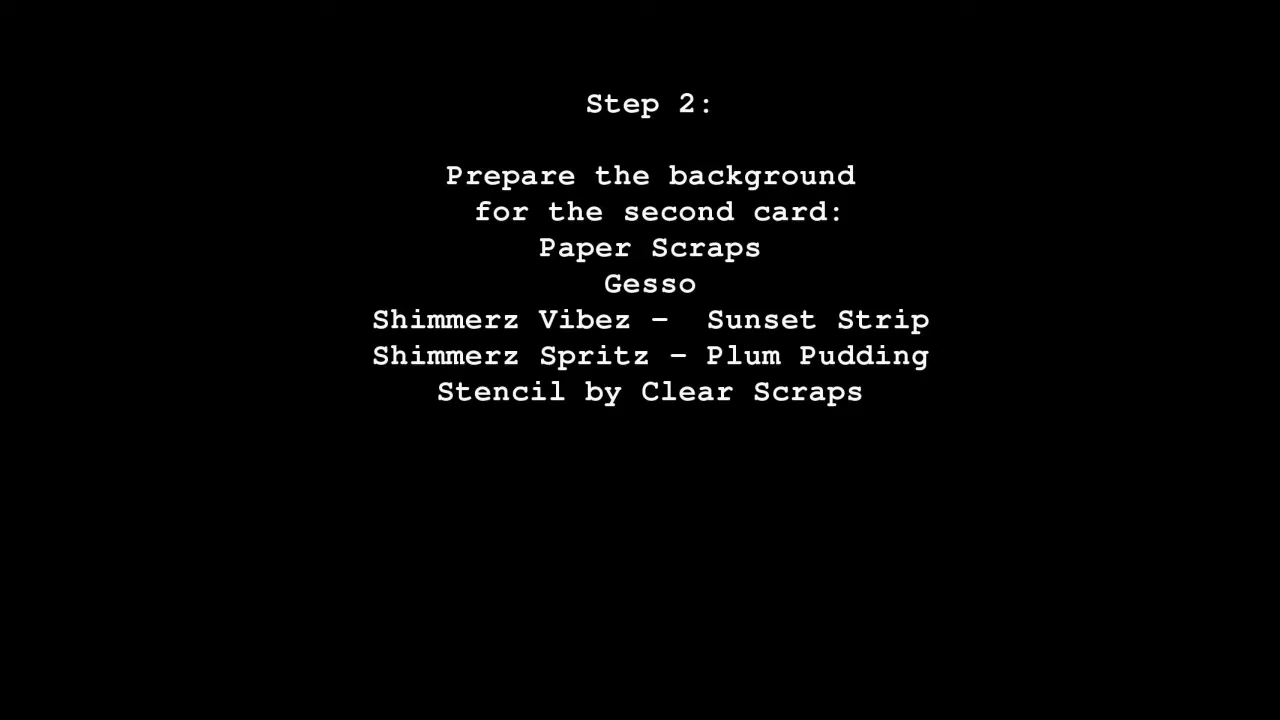 Step 2:
Prepare the background
for the second card:
Paper Scraps
Gesso
Shimmerz Vibez -  Sunset Strip
Shimmerz Spritz - Plum Pudding
Stencil by Clear Scraps